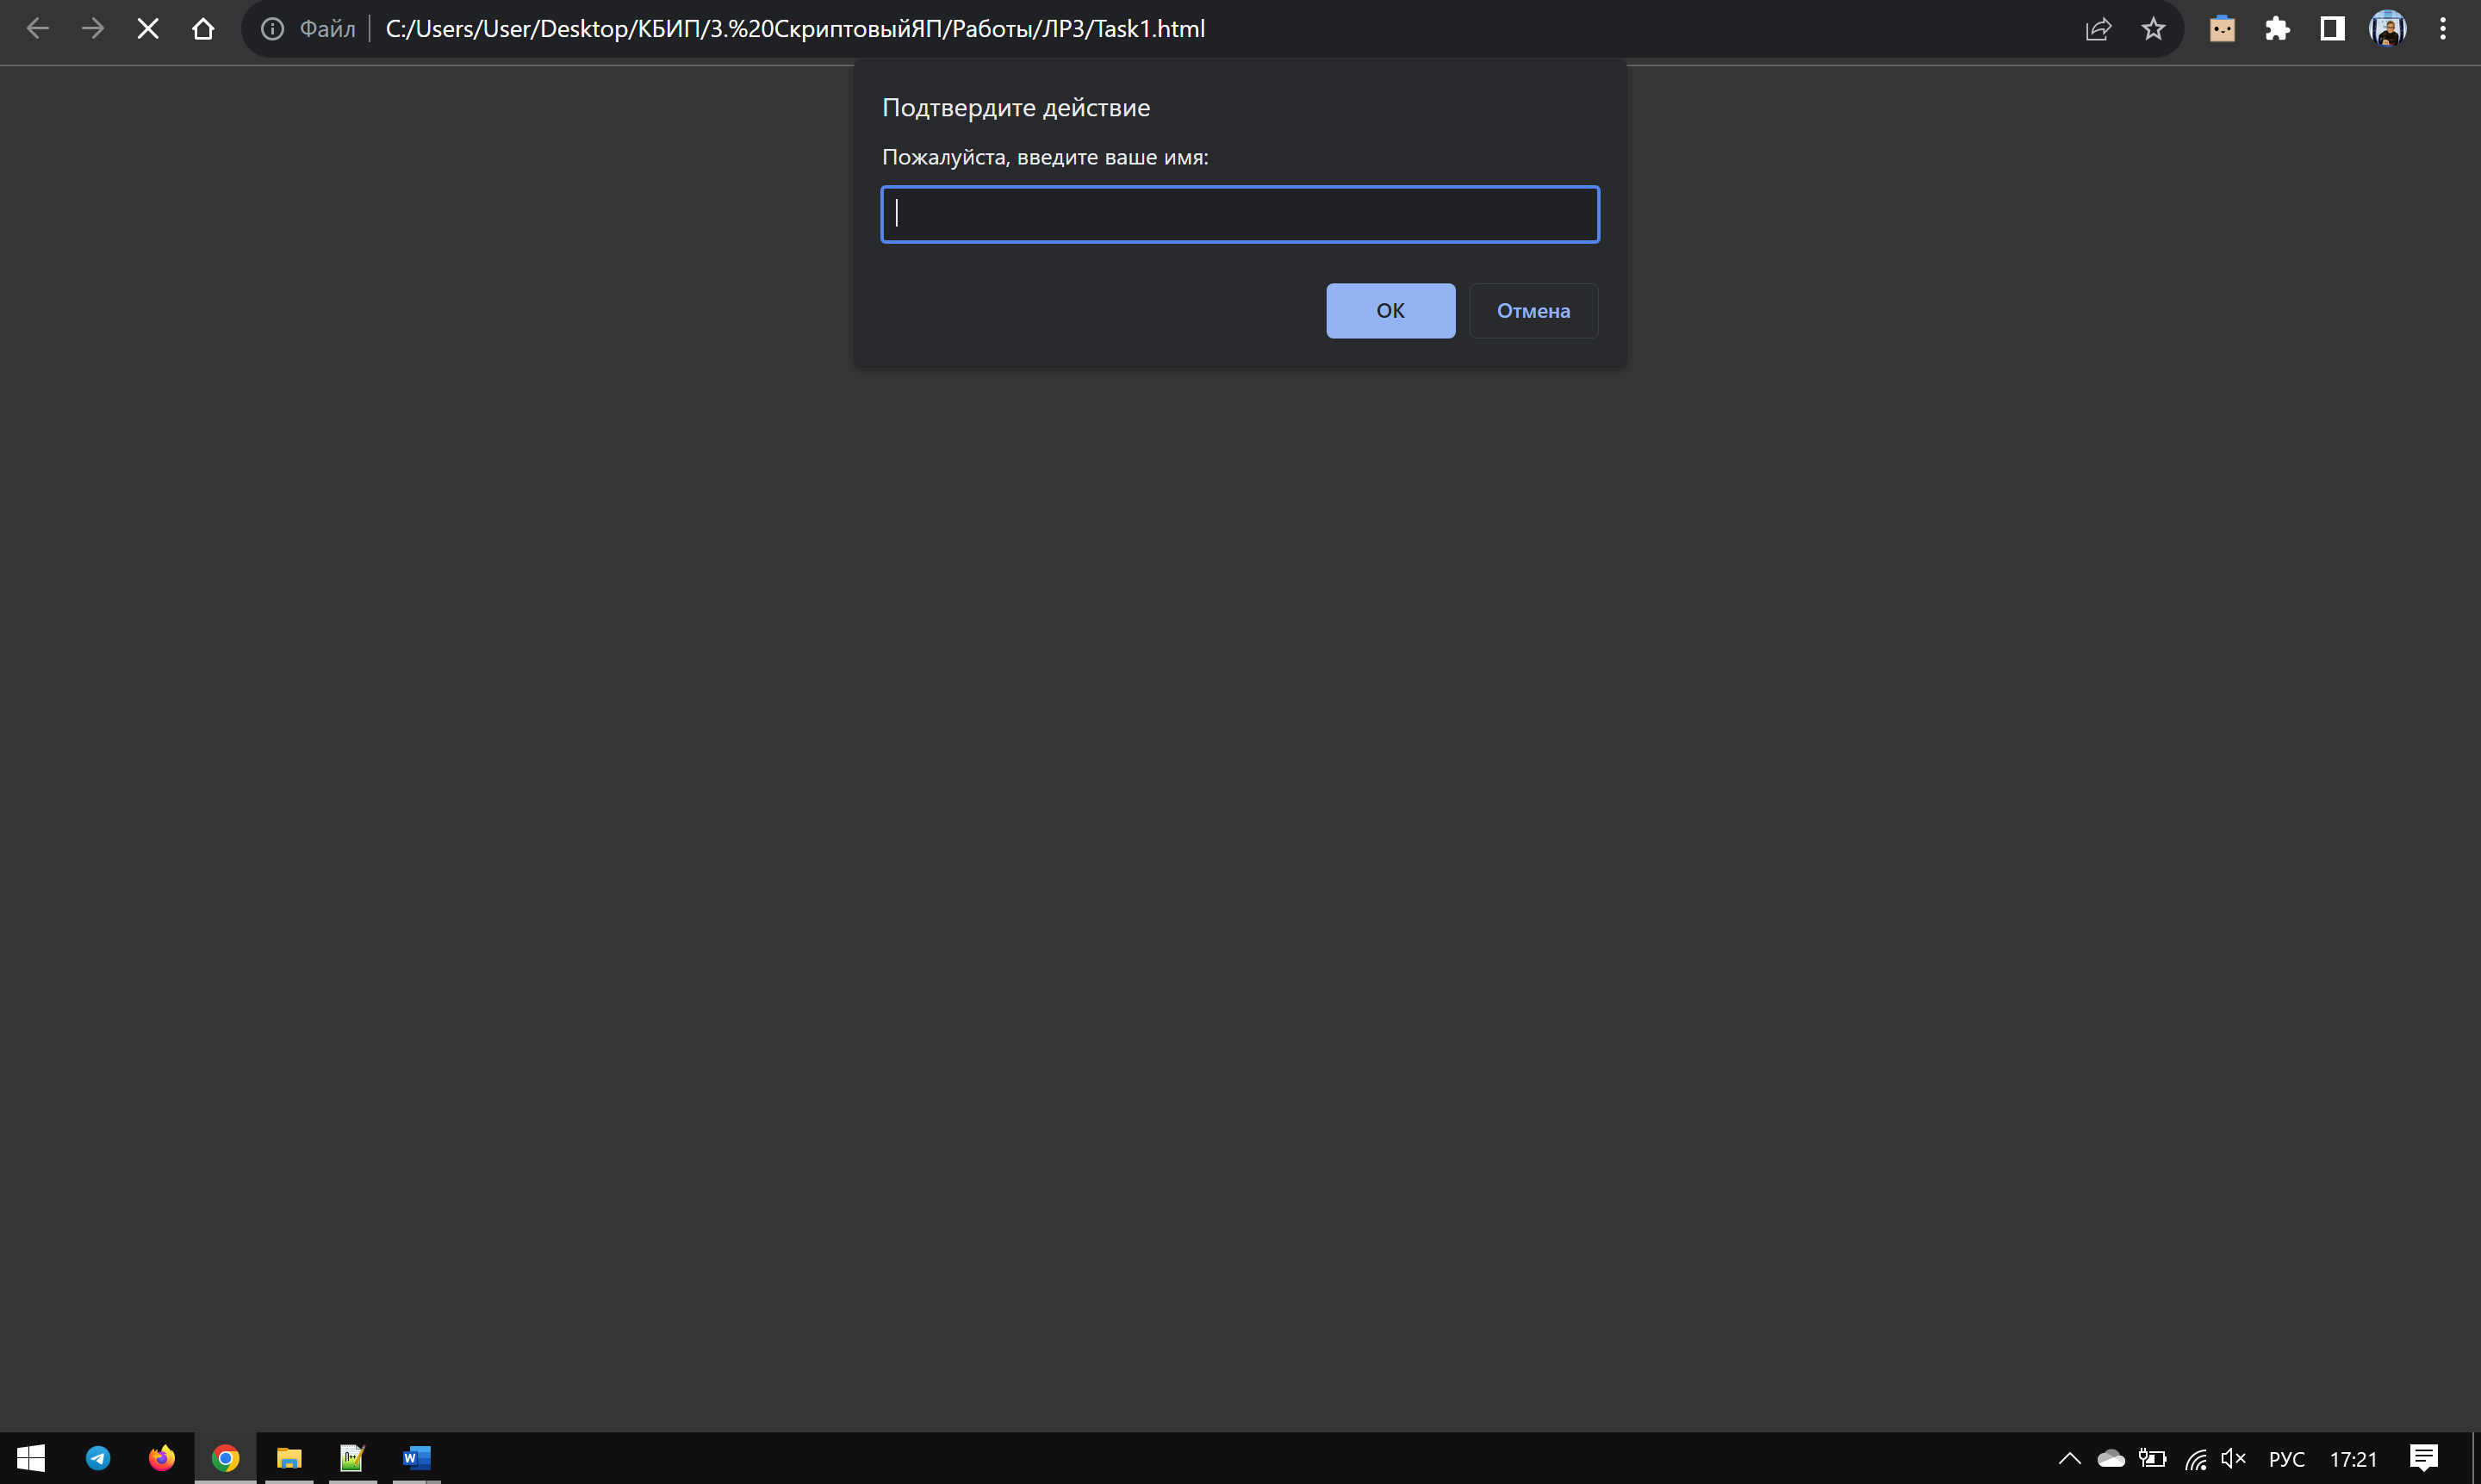 Файл C:/Users/User/Desktop/КБИП/3.%20СкриптовыйЯП/Работы/ЛР3/Task1.html
Подтвердите действие
Пожалуйста, введите ваше имя:
ОК Отмена
РУС 17:21